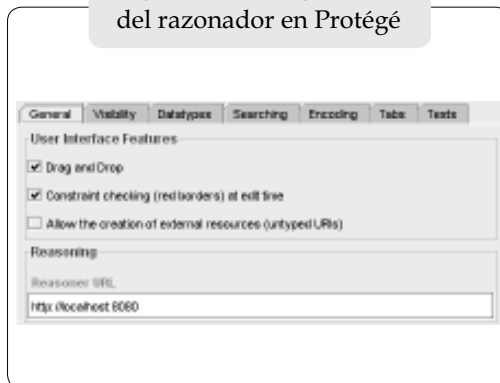 del razonador en Protégé
General Visibility Datatypes Searching Encoding Tabs Tests
User Interface Features
Drag and Drop
Constraint checking (red borders) at edit time
Allow the creation of external resources (untyped URIs)
Reasoning
Reasoner URL
http://localhost:8080